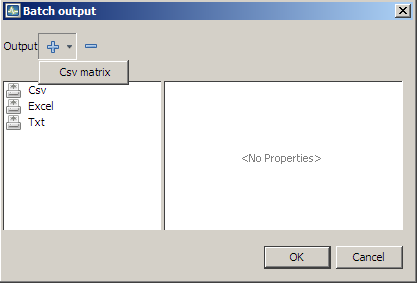 Batch output
Output
Csv matrix
Csv
Excel
Txt
<No Properties>
OK
Cancel